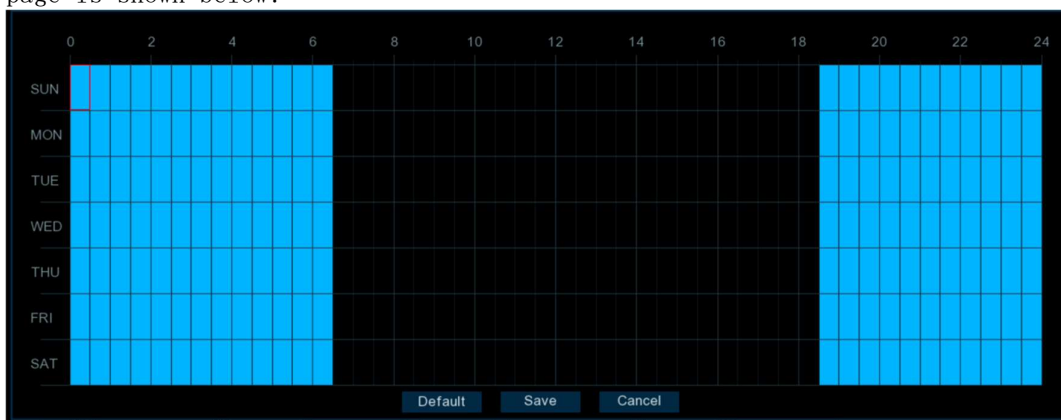 page is shown below:
0 2 4 6 8 10 12 14 16 18 20 22 24
SUN
MON
TUE
WED
THU
FRI
SAT
Default Save Cancel